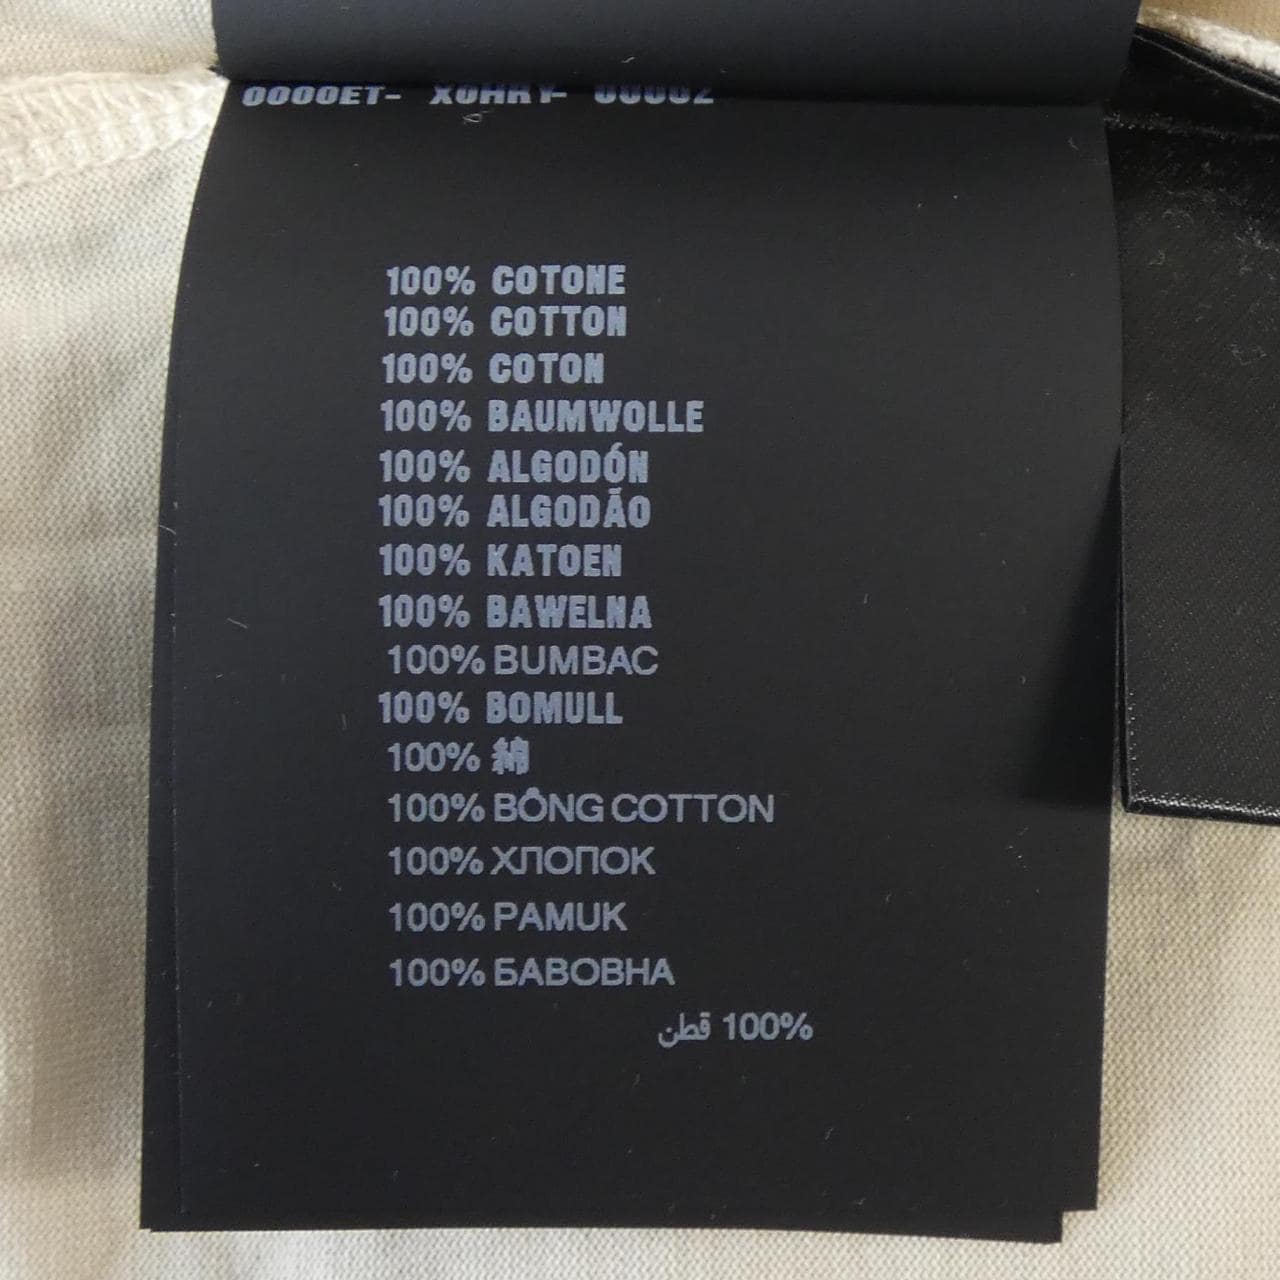 0000ET-
100% COTONE
100% COTTON
100% COTON
100% BAUMWOLLE
100% ALGODÓN
100% ALGODÃO
100% KATOEN
100% BAWELNA
100% BUMBAC
100% BOMULL
100% 綿
100% BÔNG COTTON
100% ХЛОПОК
100% PAMUK
100% БАВОВНА
100% قطن